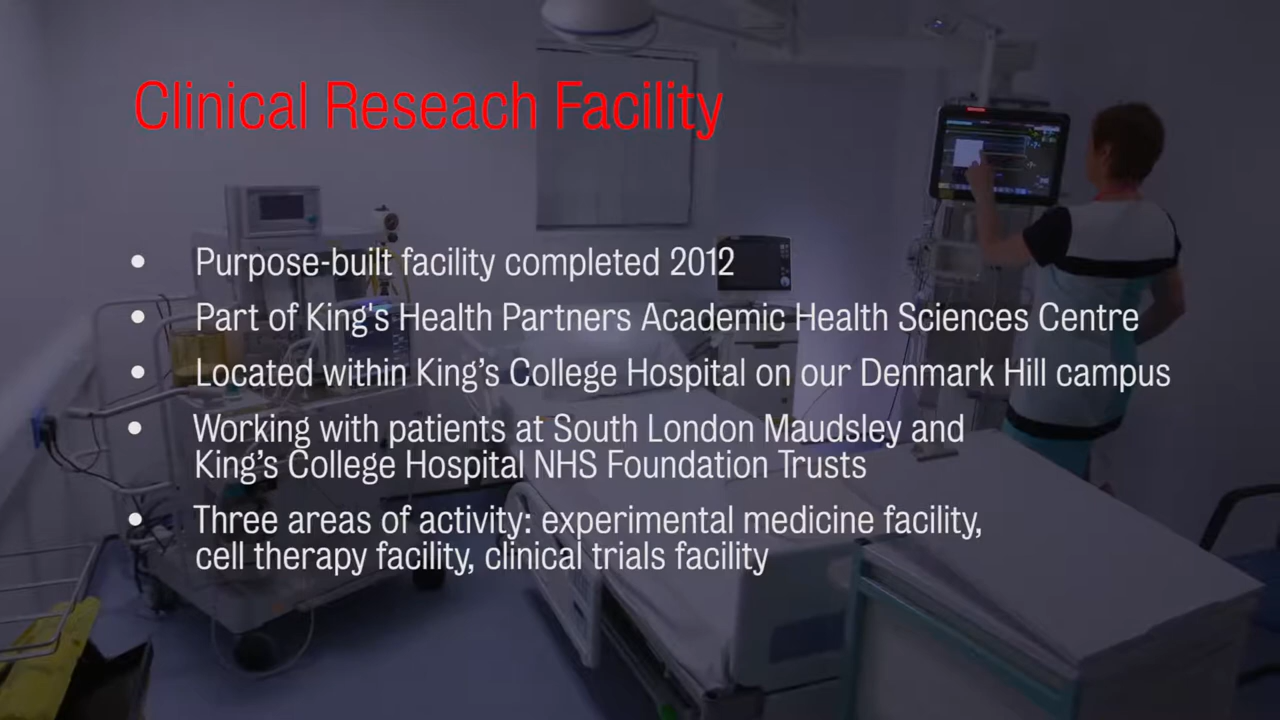 Clinical Reseach Facility
• Purpose-built facility completed 2012
• Part of King's Health Partners Academic Health Sciences Centre
• Located within King’s College Hospital on our Denmark Hill campus
• Working with patients at South London Maudsley and
King’s College Hospital NHS Foundation Trusts
• Three areas of activity: experimental medicine facility,
cell therapy facility, clinical trials facility